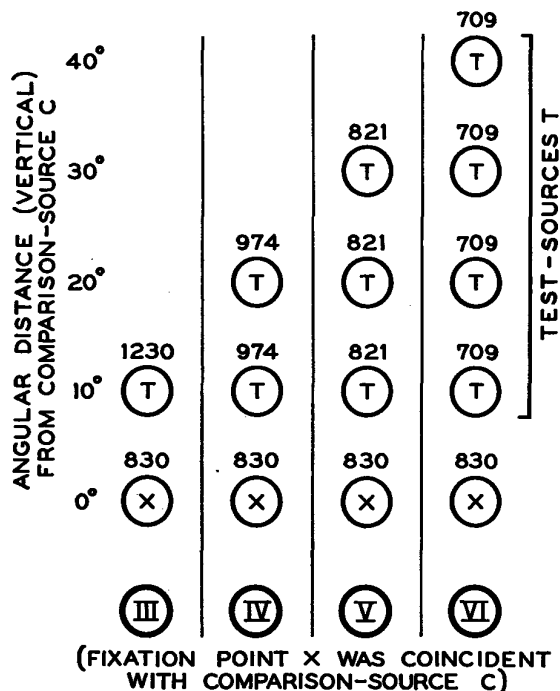 709
40° T
821 709
30° T T
974 821 709
20° T T T
1230 974 821 709
10° T T T T
830 830 830 830
0° X X X X
III IV V VI
ANGULAR DISTANCE (VERTICAL)
FROM COMPARISON-SOURCE C
TEST-SOURCES T
(FIXATION POINT X WAS COINCIDENT
WITH COMPARISON-SOURCE C)